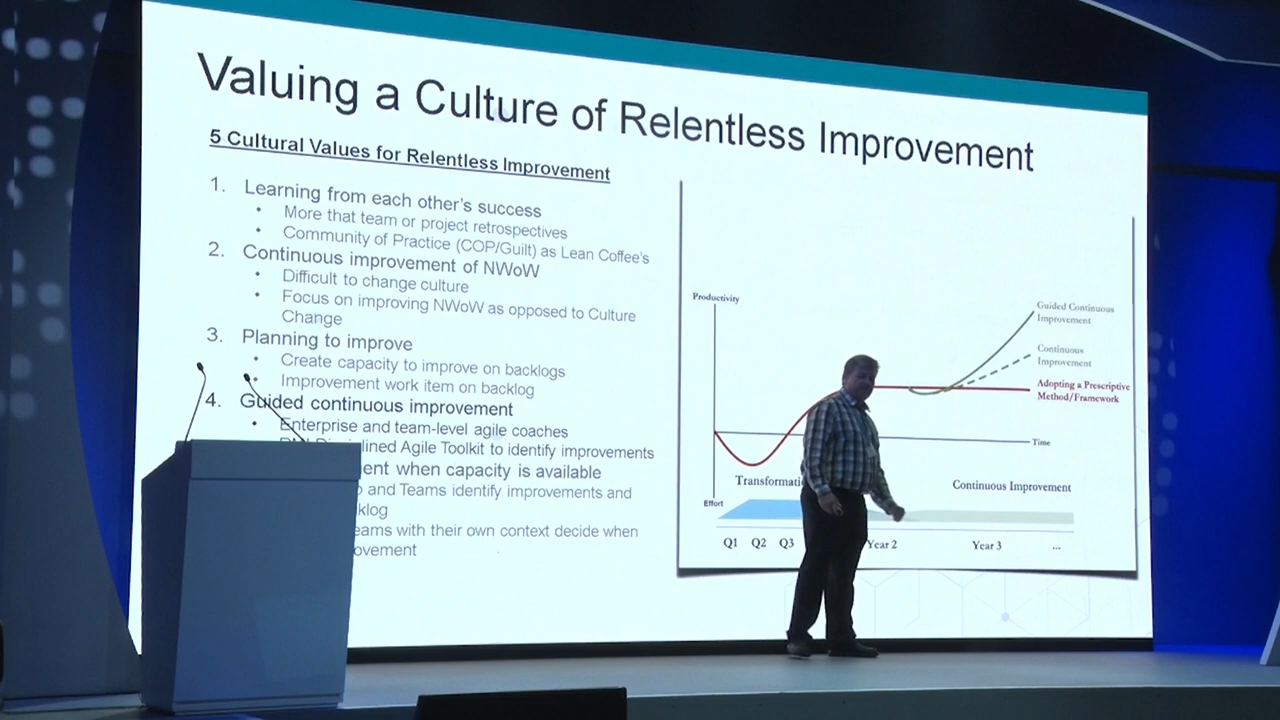 Valuing a Culture of Relentless Improvement
5 Cultural Values for Relentless Improvement
1. Learning from each other's success
• More that team or project retrospectives
• Community of Practice (COP/Guilt) as Lean Coffee's
2. Continuous improvement of NWoW
• Difficult to change culture
• Focus on improving NWoW as opposed to Culture
Change
3. Planning to improve
• Create capacity to improve on backlogs
• Improvement work item on backlog
4. Guided continuous improvement
• Enterprise and team-level agile coaches
Agile Toolkit to identify improvements
when capacity is available
and Teams identify improvements and
with their own context decide when
Productivity
Guided Continuous
Improvement
Continuous
Improvement
Adopting a Prescriptive
Method/Framework
Time
Continuous Improvement
Effort
Q1 Q2 Q3 Year 2 Year 3 ...